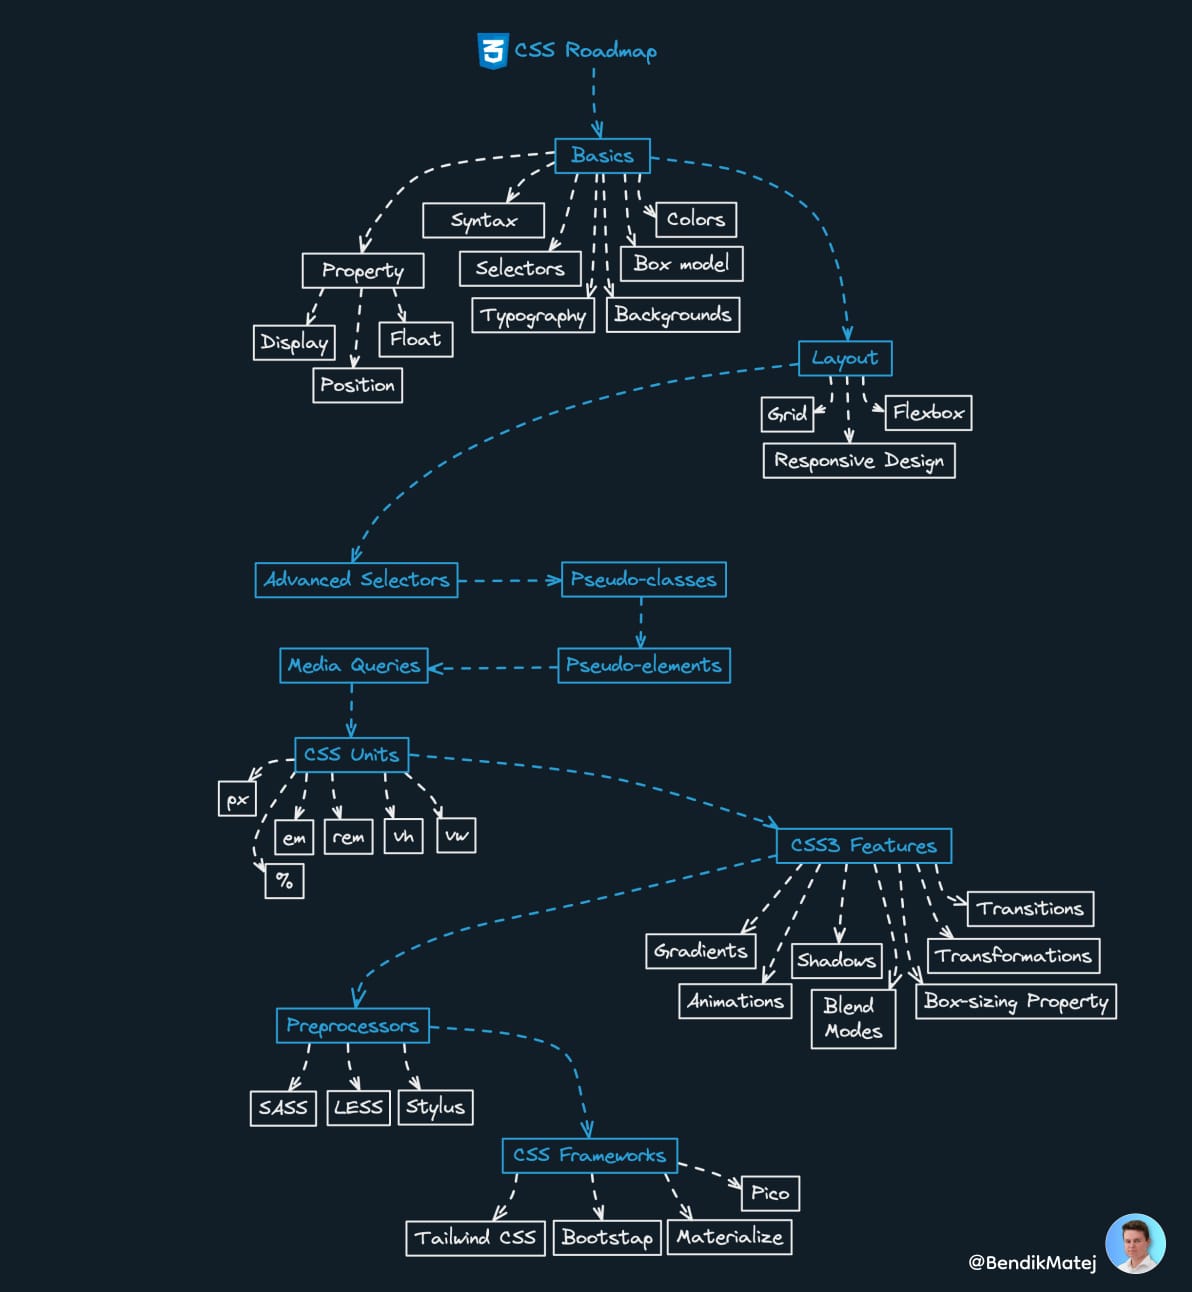 CSS Roadmap
Basics
Syntax
Colors
Property
Selectors
Box model
Typography
Backgrounds
Display
Float
Position
Layout
Grid
Flexbox
Responsive Design
Advanced Selectors
Pseudo-classes
Media Queries
Pseudo-elements
CSS Units
px
em
rem
vh
vw
%
CSS3 Features
Transitions
Gradients
Shadows
Transformations
Animations
Blend
Modes
Box-sizing Property
Preprocessors
SASS
LESS
Stylus
CSS Frameworks
Pico
Tailwind CSS
Bootstap
Materialize
@BendikMatej